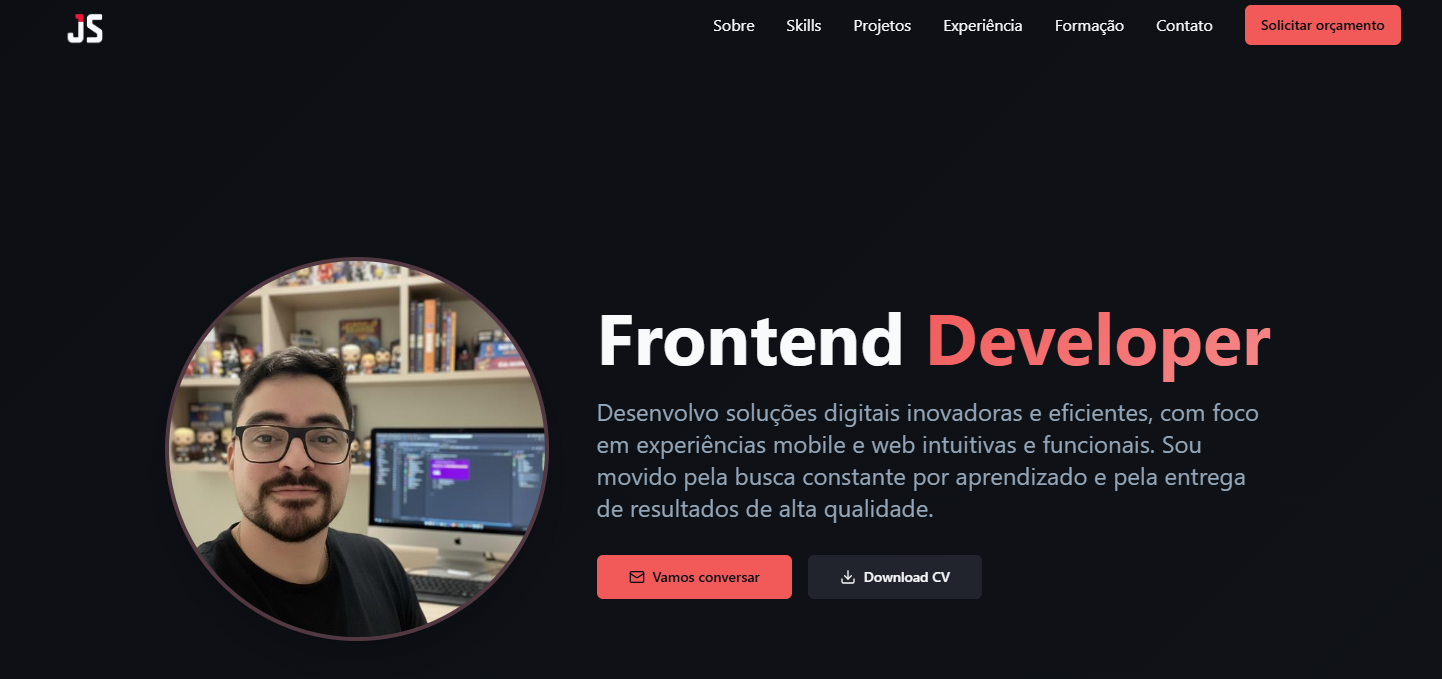 JS
Sobre Skills Projetos Experiência Formação Contato Solicitar orçamento
Frontend Developer
Desenvolvo soluções digitais inovadoras e eficientes, com foco
em experiências mobile e web intuitivas e funcionais. Sou
movido pela busca constante por aprendizado e pela entrega
de resultados de alta qualidade.
Vamos conversar Download CV